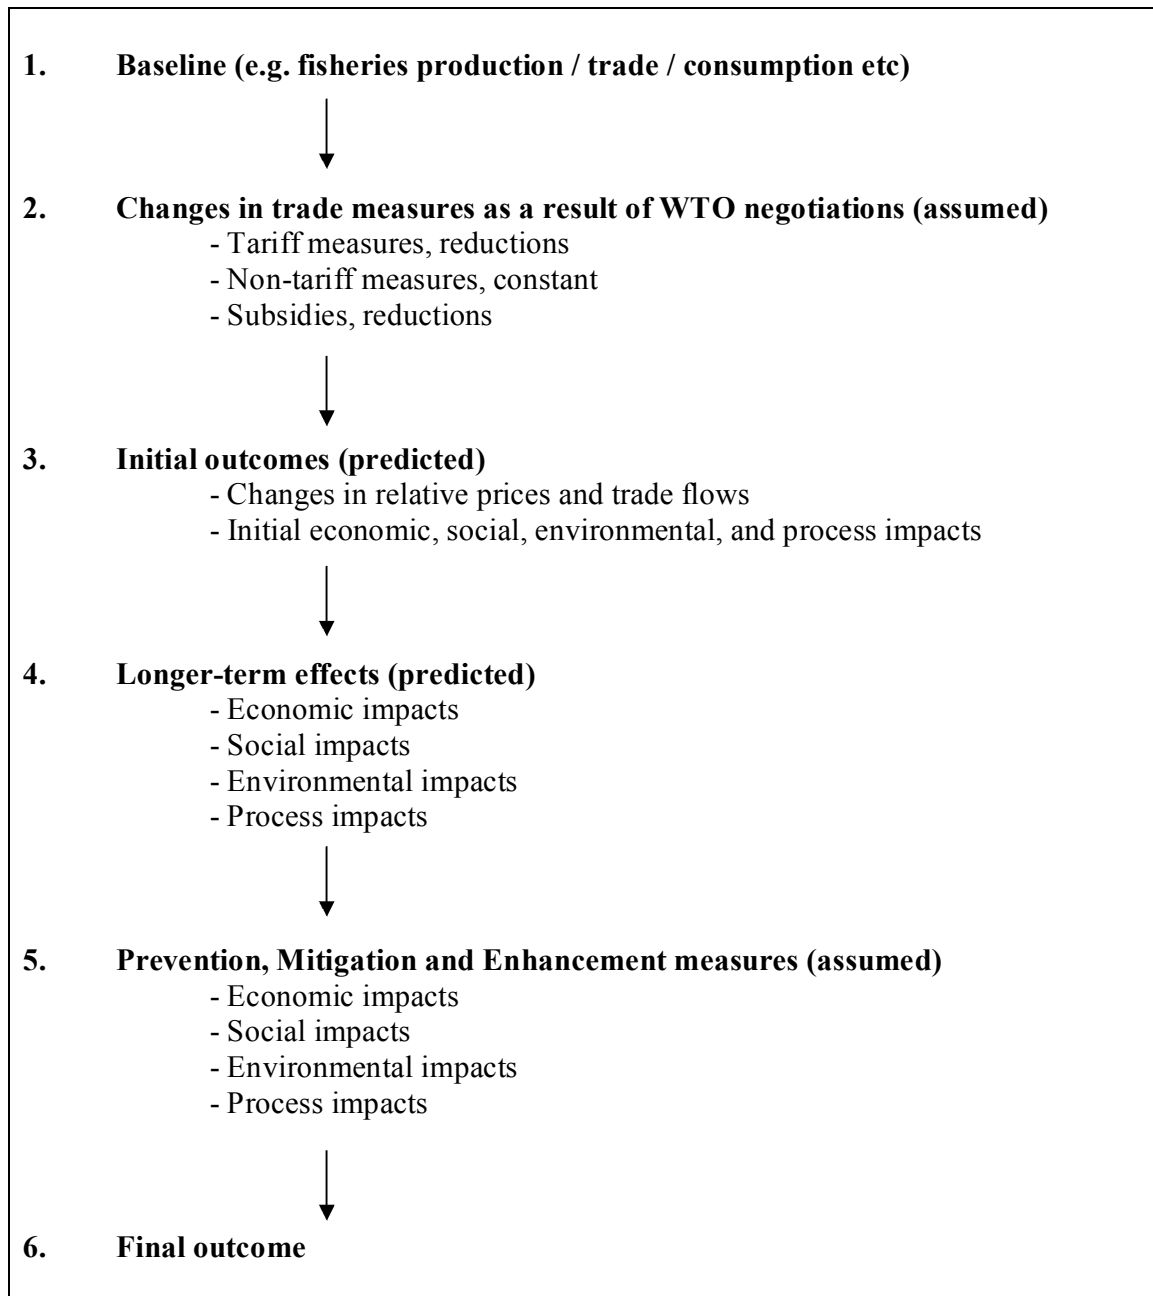 1. Baseline (e.g. fisheries production / trade / consumption etc)
2. Changes in trade measures as a result of WTO negotiations (assumed)
- Tariff measures, reductions
- Non-tariff measures, constant
- Subsidies, reductions
3. Initial outcomes (predicted)
- Changes in relative prices and trade flows
- Initial economic, social, environmental, and process impacts
4. Longer-term effects (predicted)
- Economic impacts
- Social impacts
- Environmental impacts
- Process impacts
5. Prevention, Mitigation and Enhancement measures (assumed)
- Economic impacts
- Social impacts
- Environmental impacts
- Process impacts
6. Final outcome